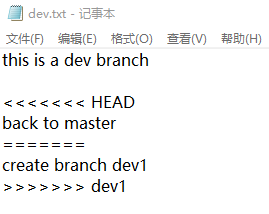 dev.txt - 记事本
文件(F) 编辑(E) 格式(O) 查看(V) 帮助(H)
this is a dev branch
<<<<<<< HEAD
back to master
=======
create branch dev1
>>>>>>> dev1